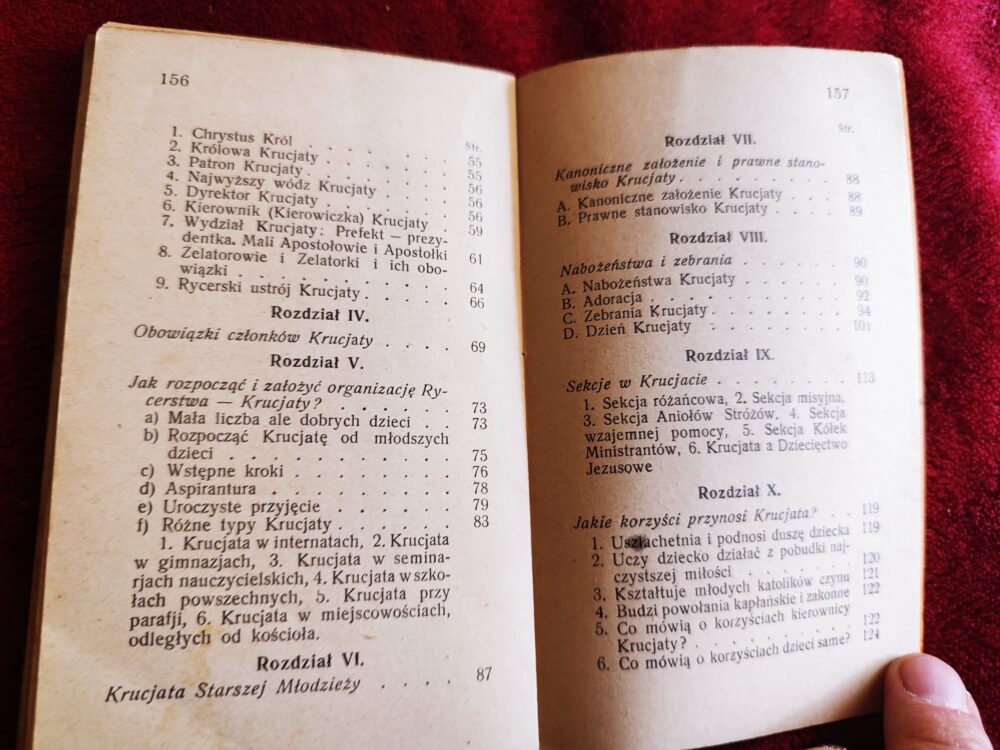 156
Str.
1. Chrystus Król . . . . . . . 55
2. Królowa Krucjaty . . . . . . 55
3. Patron Krucjaty . . . . . . . 56
4. Najwyższy wódz Krucjaty . . . . 56
5. Dyrektor Krucjaty . . . . . . 56
6. Kierownik (Kierowiczka) Krucjaty . 59
7. Wydział Krucjaty: Prefekt — prezy-
dentka. Mali Apostołowie i Apostołki 61
8. Zelatorowie i Zelatorki i ich obo-
wiązki . . . . . . . . . . 64
9. Rycerski ustrój Krucjaty . . . . 66
Rozdział IV.
Obowiązki członków Krucjaty . . . . 69
Rozdział V.
Jak rozpocząć i założyć organizację Ry-
cerstwa — Krucjaty? . . . . . . 73
a) Mała liczba ale dobrych dzieci . . 73
b) Rozpocząć Krucjatę od młodszych
dzieci . . . . . . . . . . 75
c) Wstępne kroki . . . . . . . 76
d) Aspirantura . . . . . . . . 78
e) Uroczyste przyjęcie . . . . . . 79
f) Różne typy Krucjaty . . . . . 83
1. Krucjata w internatach, 2. Krucjata
w gimnazjach, 3. Krucjata w semina-
rjach nauczycielskich, 4. Krucjata w szko-
łach powszechnych, 5. Krucjata przy
parafji, 6. Krucjata w miejscowościach,
odległych od kościoła.
Rozdział VI.
Krucjata Starszej Młodzieży . . . . 87
157
Str.
Rozdział VII.
Kanoniczne założenie i prawne stano-
wisko Krucjaty . . . . . . . . 88
A. Kanoniczne założenie Krucjaty . . 88
B. Prawne stanowisko Krucjaty . . . 89
Rozdział VIII.
Nabożeństwa i zebrania . . . . . . 90
A. Nabożeństwa Krucjaty . . . . . 90
B. Adoracja . . . . . . . . . 92
C. Zebrania Krucjaty . . . . . . 94
D. Dzień Krucjaty . . . . . . . 101
Rozdział IX.
Sekcje w Krucjacie . . . . . . . 113
1. Sekcja różańcowa, 2. Sekcja misyjna,
3. Sekcja Aniołów Stróżów, 4. Sekcja
wzajemnej pomocy, 5. Sekcja Kółek
Ministrantów, 6. Krucjata a Dziecięctwo
Jezusowe
Rozdział X.
Jakie korzyści przynosi Krucjata? . . 119
1. Uszlachetnia i podnosi duszę dziecka 119
2. Uczy dziecko działać z pobudki naj-
czystszej miłości . . . . . . . 120
3. Kształtuje młodych katolików czynu 121
4. Budzi powołania kapłańskie i zakonne 122
5. Co mówią o korzyściach kierownicy
Krucjaty? . . . . . . . . . 122
6. Co mówią o korzyściach dzieci same? 124